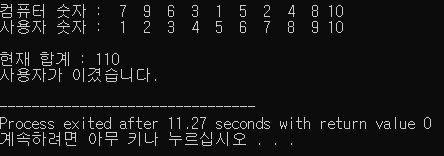 컴퓨터 숫자 :  7  9  6  3  1  5  2  4  8 10
사용자 숫자 :  1  2  3  4  5  6  7  8  9 10
현재 합계 : 110
사용자가 이겼습니다.
--------------------------------
Process exited after 11.27 seconds with return value 0
계속하려면 아무 키나 누르십시오 . . .